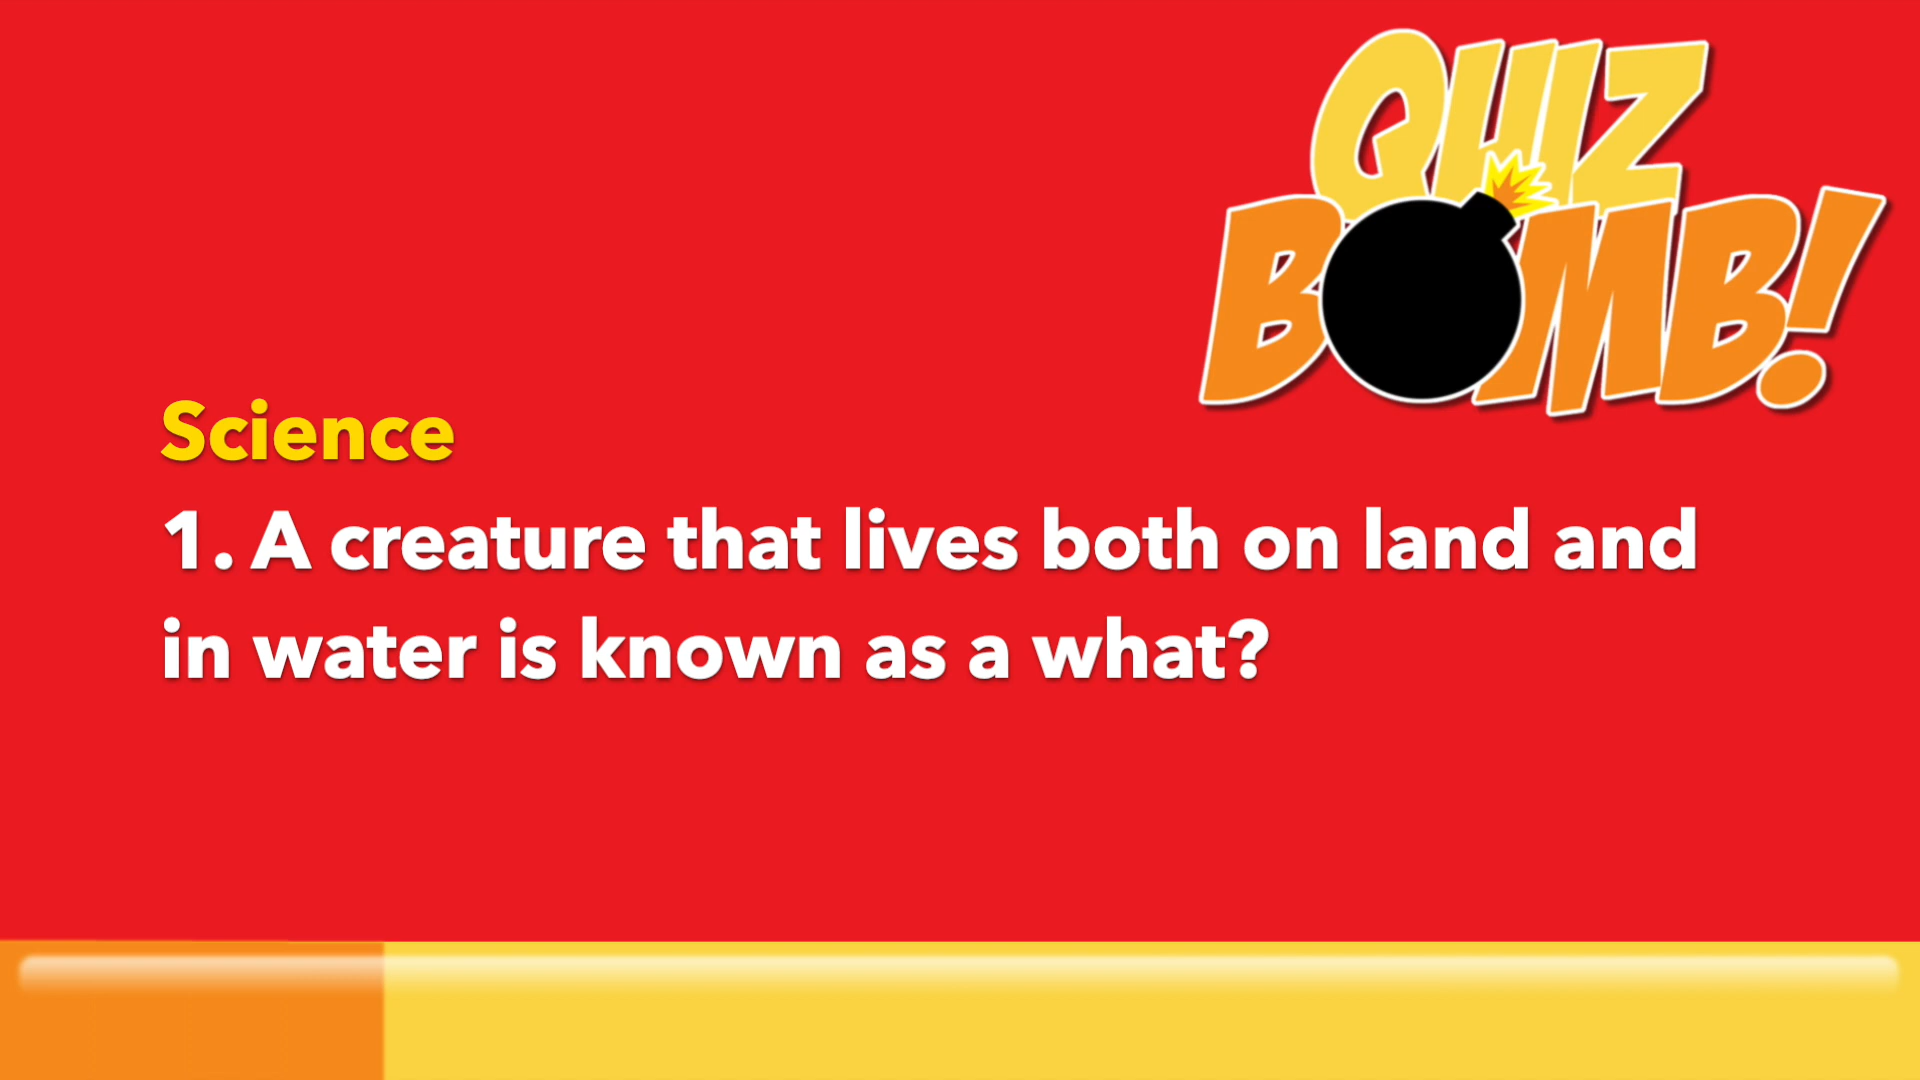 QUIZ
BOMB!
Science
1. A creature that lives both on land and
in water is known as a what?